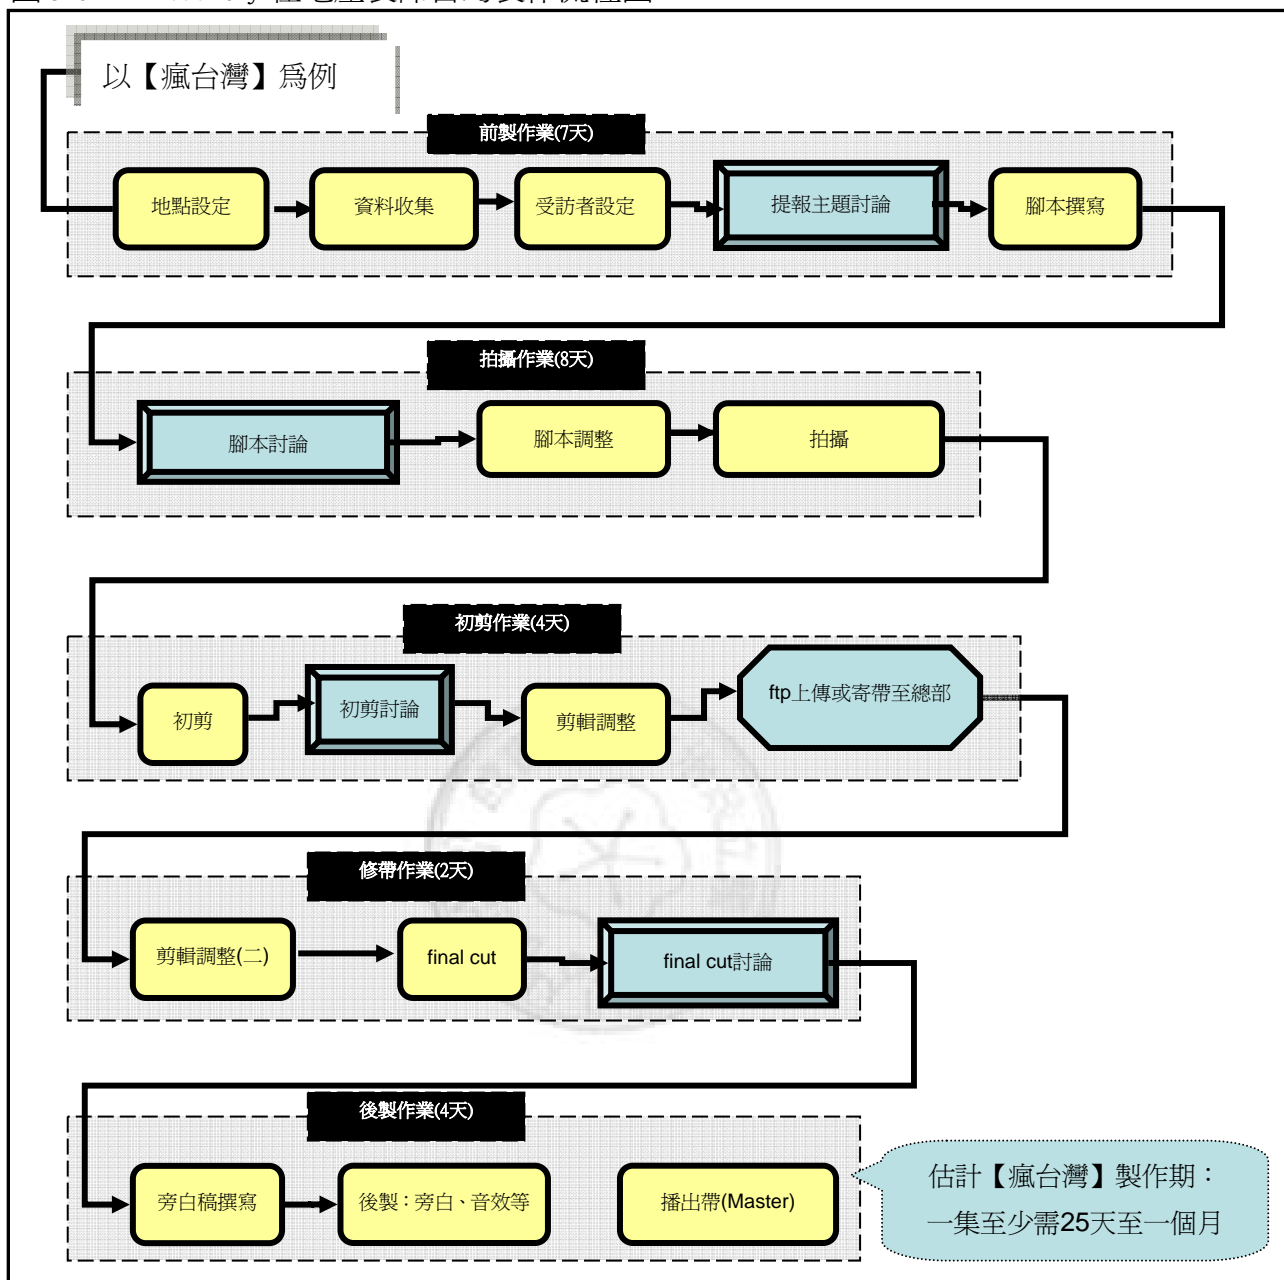 以【瘋台灣】為例
前製作業(7天)
地點設定
資料收集
受訪者設定
提報主題討論
腳本撰寫
拍攝作業(8天)
腳本討論
腳本調整
拍攝
初剪作業(4天)
初剪
初剪討論
剪輯調整
ftp上傳或寄帶至總部
修帶作業(2天)
剪輯調整(二)
final cut
final cut討論
後製作業(4天)
旁白稿撰寫
後製：旁白、音效等
播出帶(Master)
估計【瘋台灣】製作期：
一集至少需25天至一個月